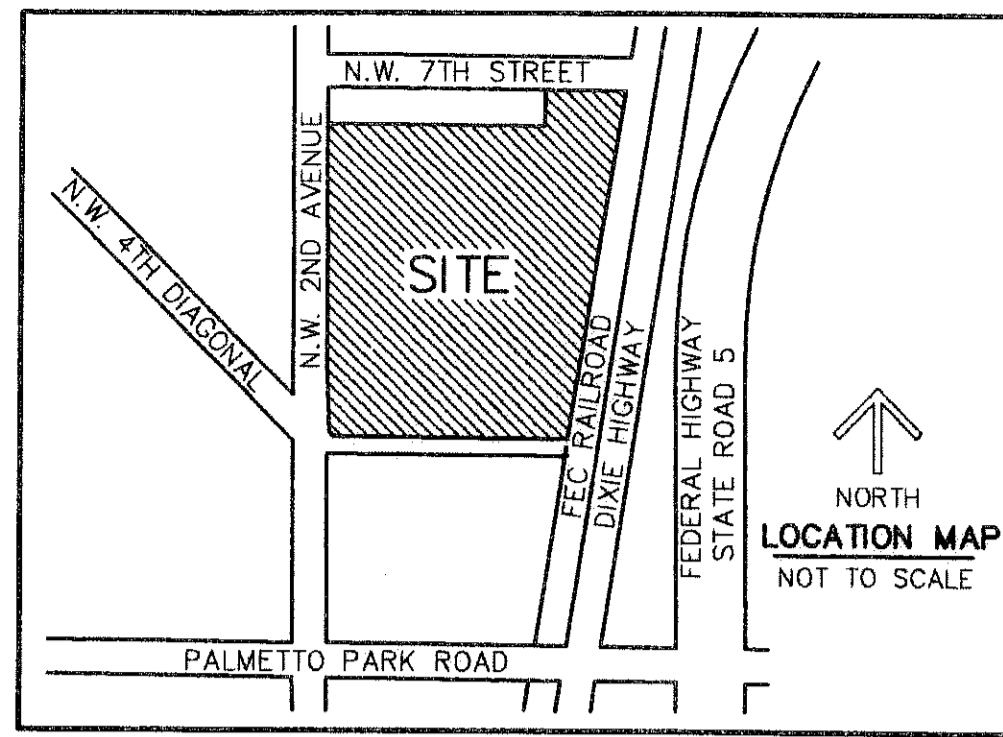 N.W. 7TH STREET
N.W. 2ND AVENUE
N.W. 4TH DIAGONAL
SITE
FEC RAILROAD
DIXIE HIGHWAY
FEDERAL HIGHWAY
STATE ROAD 5
NORTH
LOCATION MAP
NOT TO SCALE
PALMETTO PARK ROAD